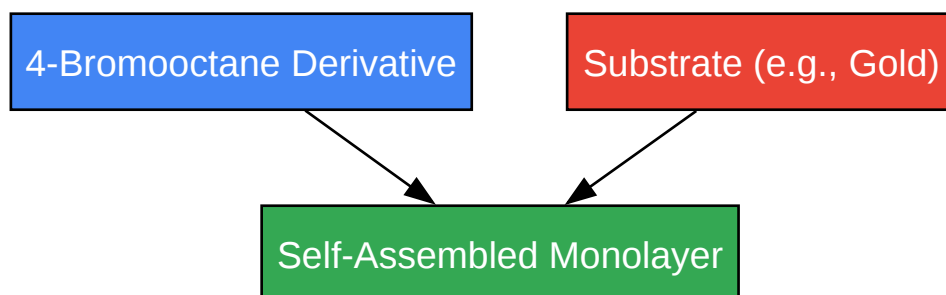 4-Bromooctane Derivative
Substrate (e.g., Gold)
Self-Assembled Monolayer